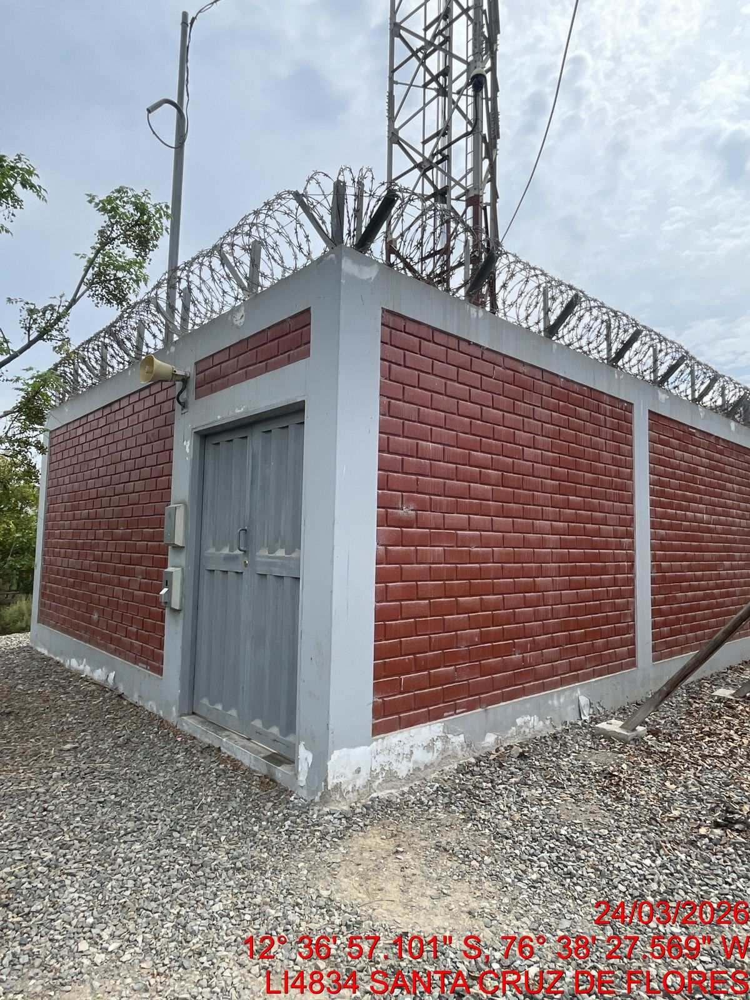 24/03/2026
12° 36' 57.101" S, 76° 38' 27.569" W
LI4834 SANTA CRUZ DE FLORES